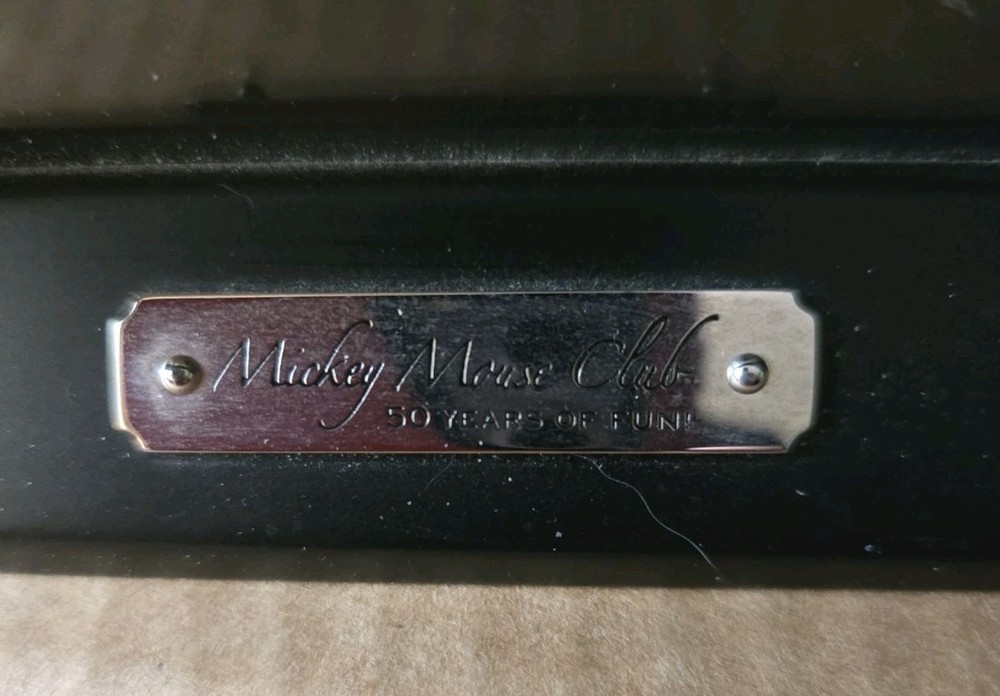 Mickey Mouse Club
50 YEARS OF FUN!